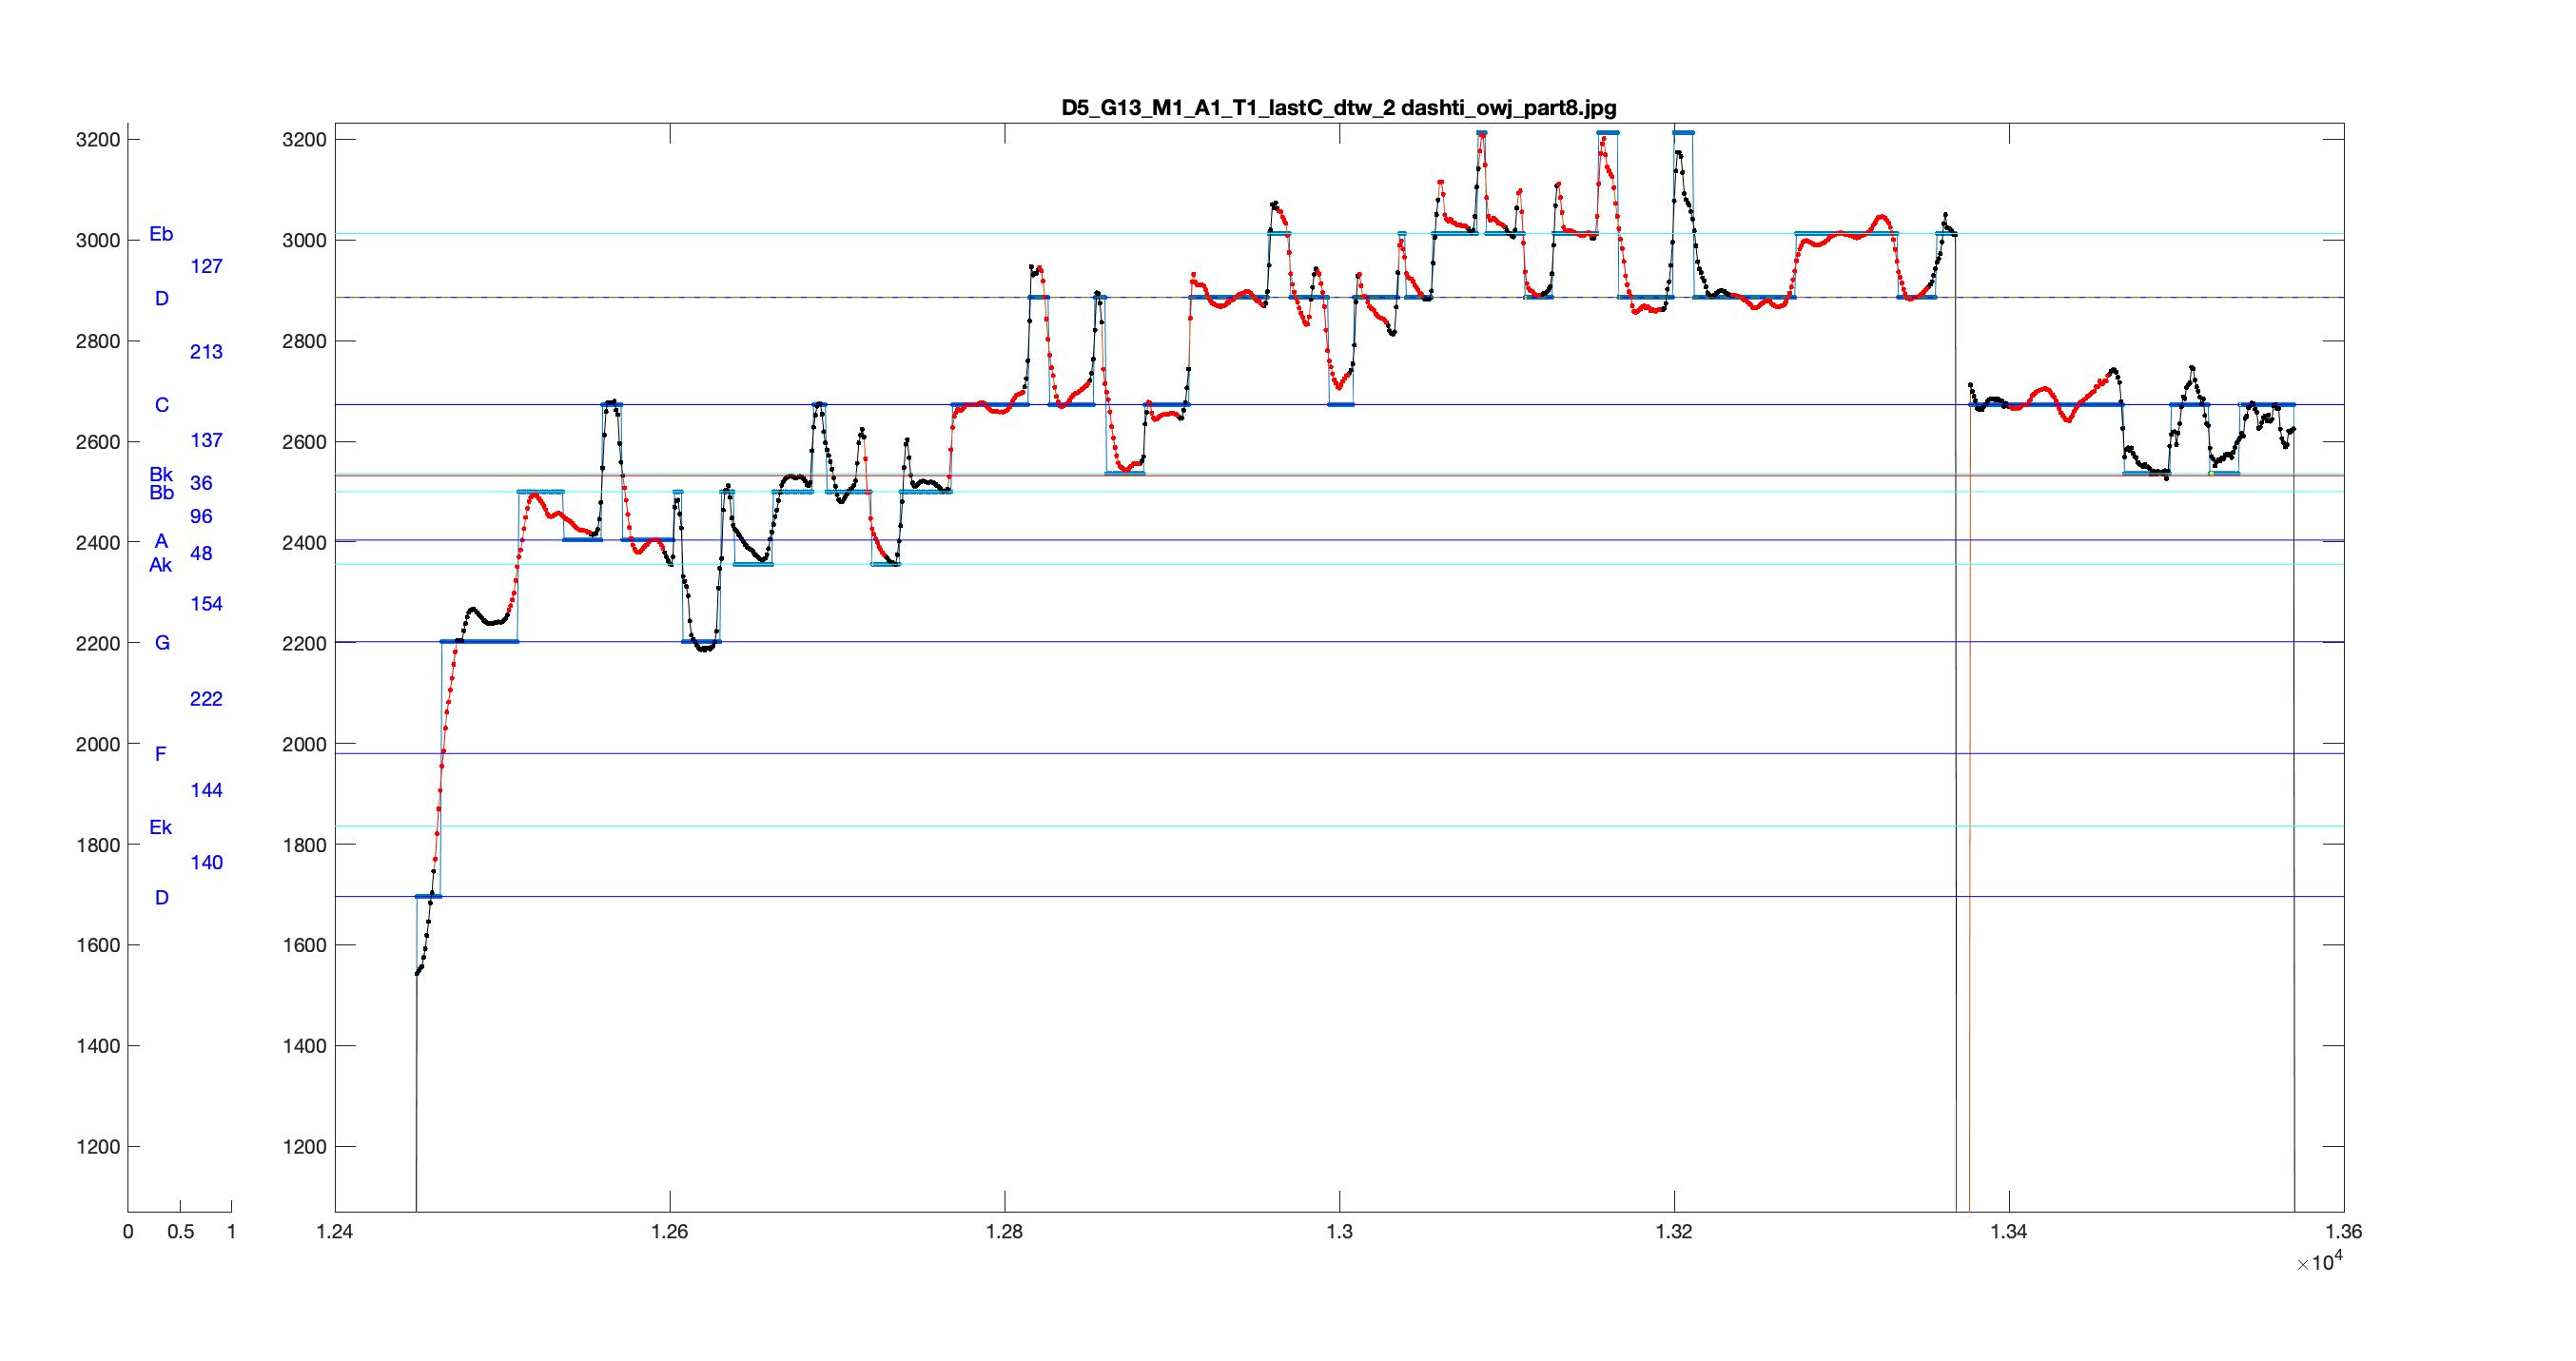 D5_G13_M1_A1_T1_lastC_dtw_2 dashti_owj_part8.jpg
3200 3200
3000 Eb 3000
127
D
2800 213 2800
C
2600 137 2600
Bk 36
Bb
96
2400 A 2400
48
Ak
154
2200 G 2200
222
2000 F 2000
144
1800 Ek 1800
140
D
1600 1600
1400 1400
1200 1200
0 0.5 1 1.24 1.26 1.28 1.3 1.32 1.34 1.36
×10^4